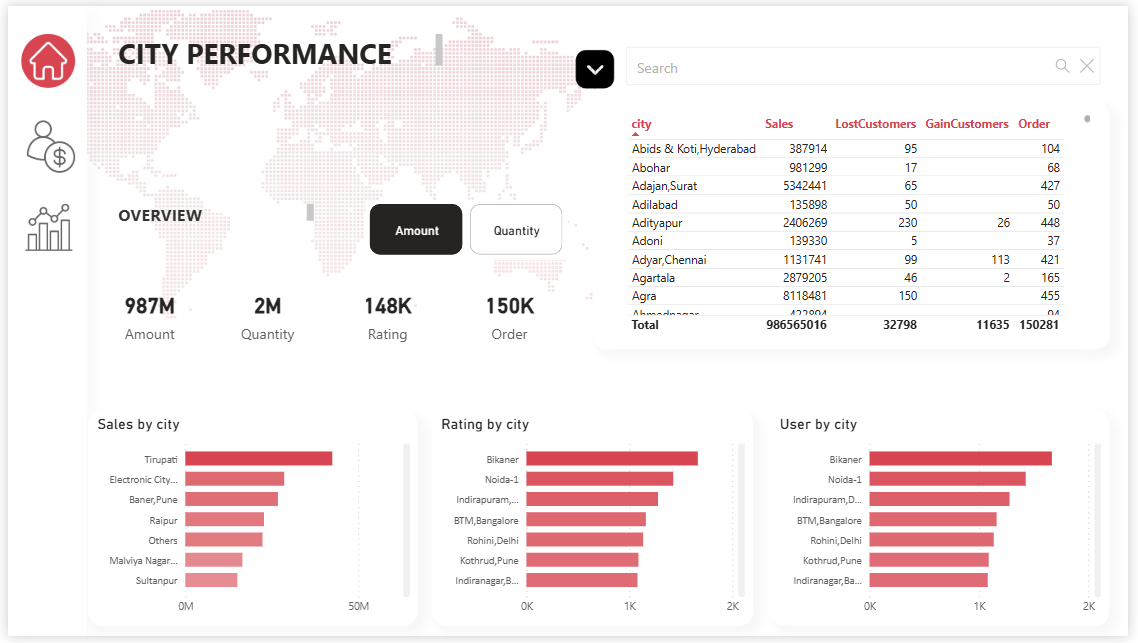 CITY PERFORMANCE
Search
city Sales LostCustomers GainCustomers Order
Abids & Koti,Hyderabad 387914 95 104
Abohar 981299 17 68
Adajan,Surat 5342441 65 427
Adilabad 135898 50 50
Adityapur 2406269 230 26 448
Adoni 139330 5 37
Adyar,Chennai 1131741 99 113 421
Agartala 2879205 46 2 165
Agra 8118481 150 455
Ahmednagar 422894 94
Total 986565016 32798 11635 150281
OVERVIEW
Amount Quantity
987M 2M 148K 150K
Amount Quantity Rating Order
Sales by city
Tirupati
Electronic City...
Baner,Pune
Raipur
Others
Malviya Nagar...
Sultanpur
0M 50M
Rating by city
Bikaner
Noida-1
Indirapuram,...
BTM,Bangalore
Rohini,Delhi
Kothrud,Pune
Indiranagar,B...
0K 1K 2K
User by city
Bikaner
Noida-1
Indirapuram,D...
BTM,Bangalore
Rohini,Delhi
Kothrud,Pune
Indiranagar,Ba...
0K 1K 2K